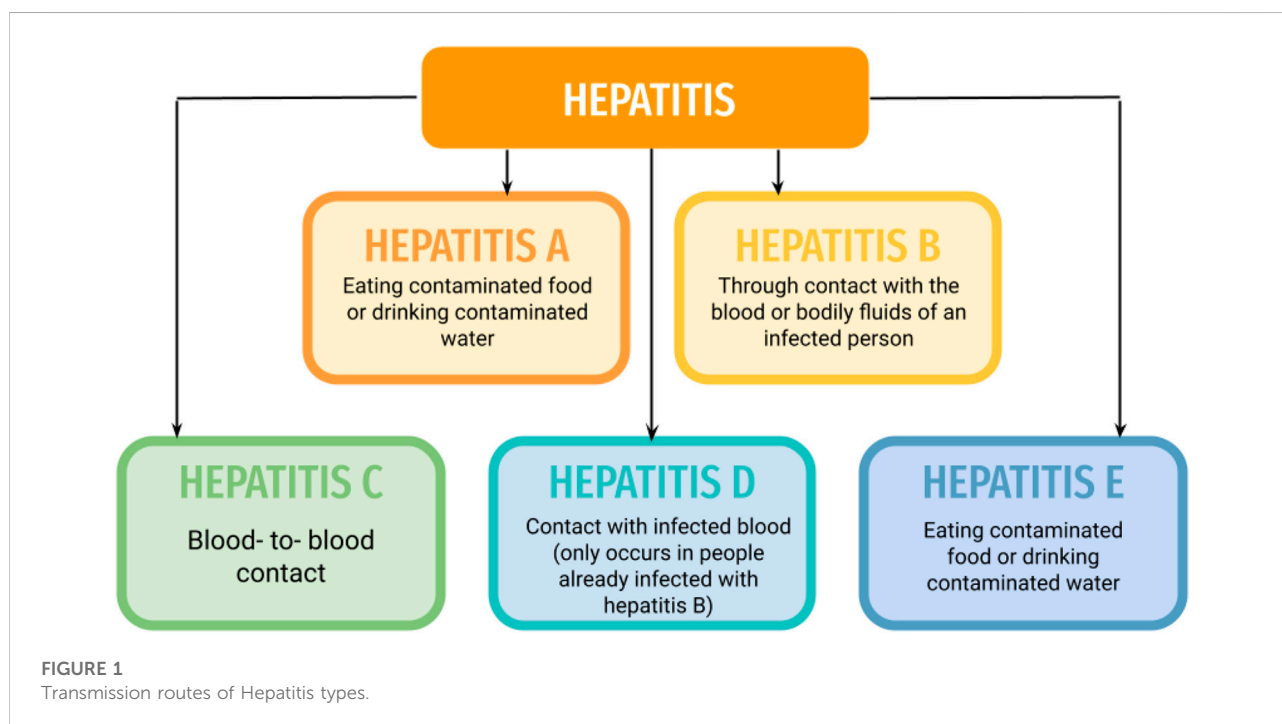 HEPATITIS
HEPATITIS A
Eating contaminated food
or drinking contaminated
water
HEPATITIS B
Through contact with the
blood or bodily fluids of an
infected person
HEPATITIS C
Blood- to- blood
contact
HEPATITIS D
Contact with infected blood
(only occurs in people
already infected with
hepatitis B)
HEPATITIS E
Eating contaminated
food or drinking
contaminated water
FIGURE 1
Transmission routes of Hepatitis types.